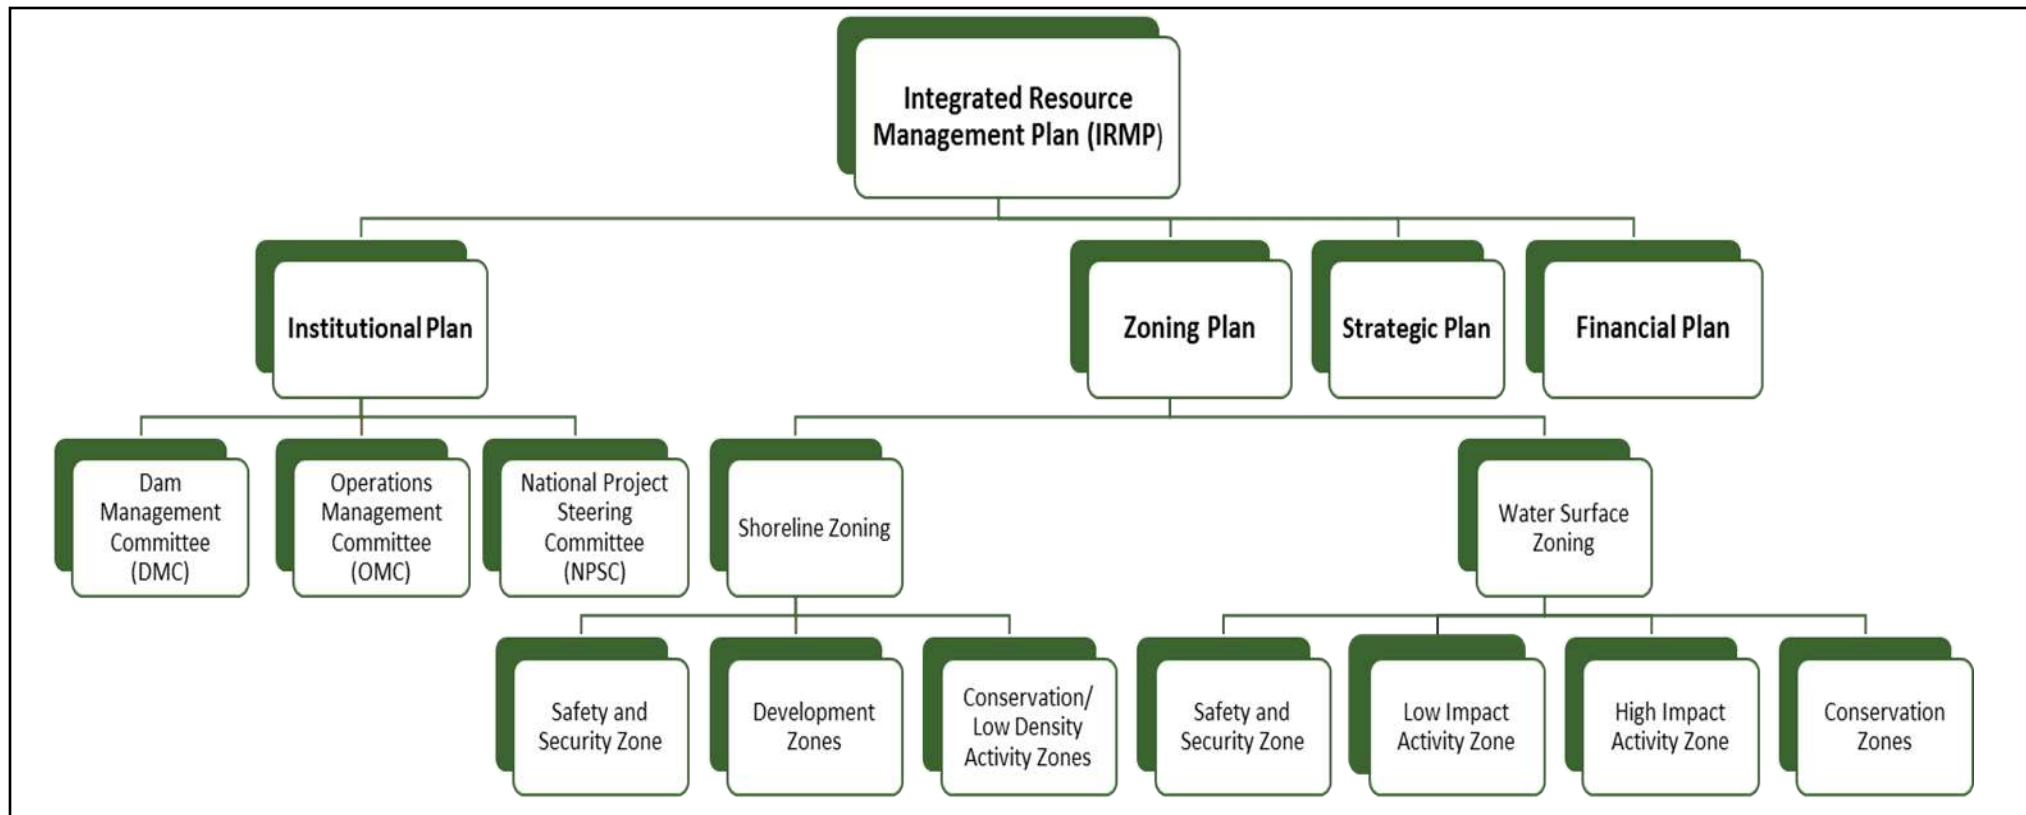 Integrated Resource
Management Plan (IRMP)
Institutional Plan
Zoning Plan
Strategic Plan
Financial Plan
Dam
Management
Committee
(DMC)
Operations
Management
Committee
(OMC)
National Project
Steering
Committee
(NPSC)
Shoreline Zoning
Water Surface
Zoning
Safety and
Security Zone
Development
Zones
Conservation/
Low Density
Activity Zones
Safety and
Security Zone
Low Impact
Activity Zone
High Impact
Activity Zone
Conservation
Zones